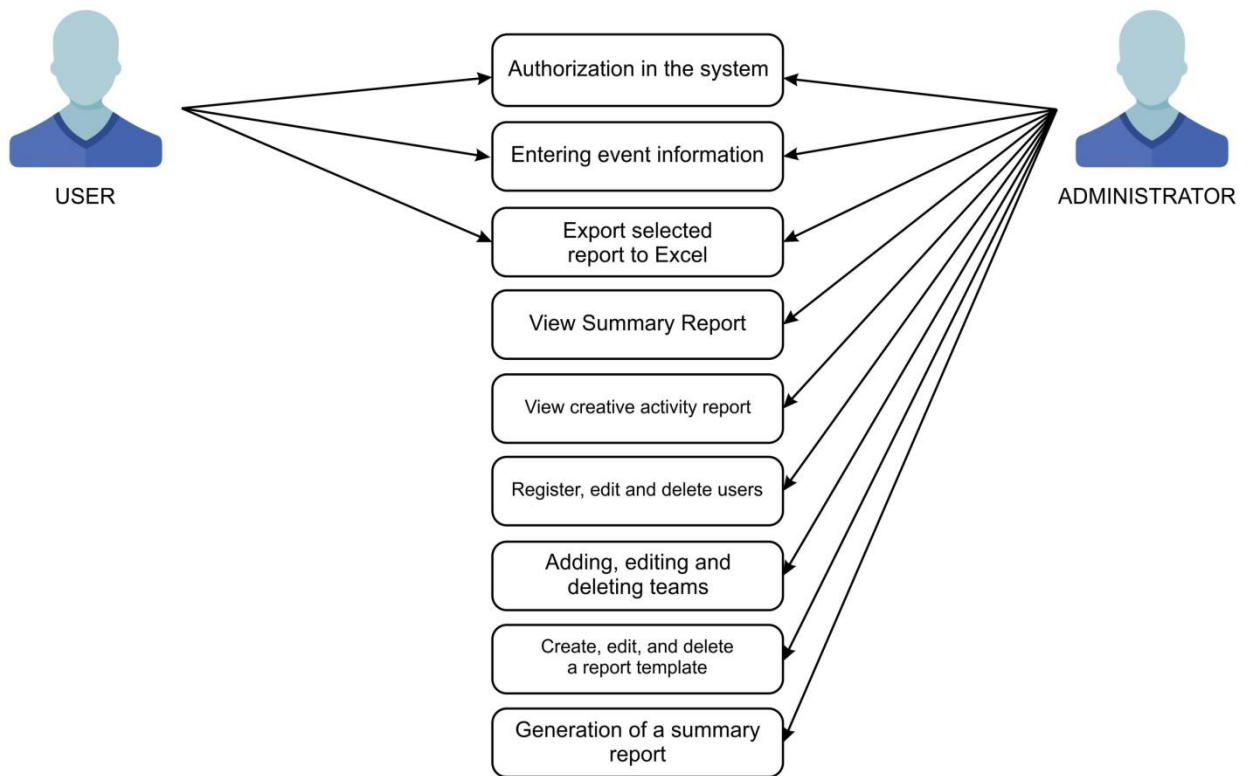 Authorization in the system
Entering event information
USER
ADMINISTRATOR
Export selected
report to Excel
View Summary Report
View creative activity report
Register, edit and delete users
Adding, editing and
deleting teams
Create, edit, and delete
a report template
Generation of a summary
report